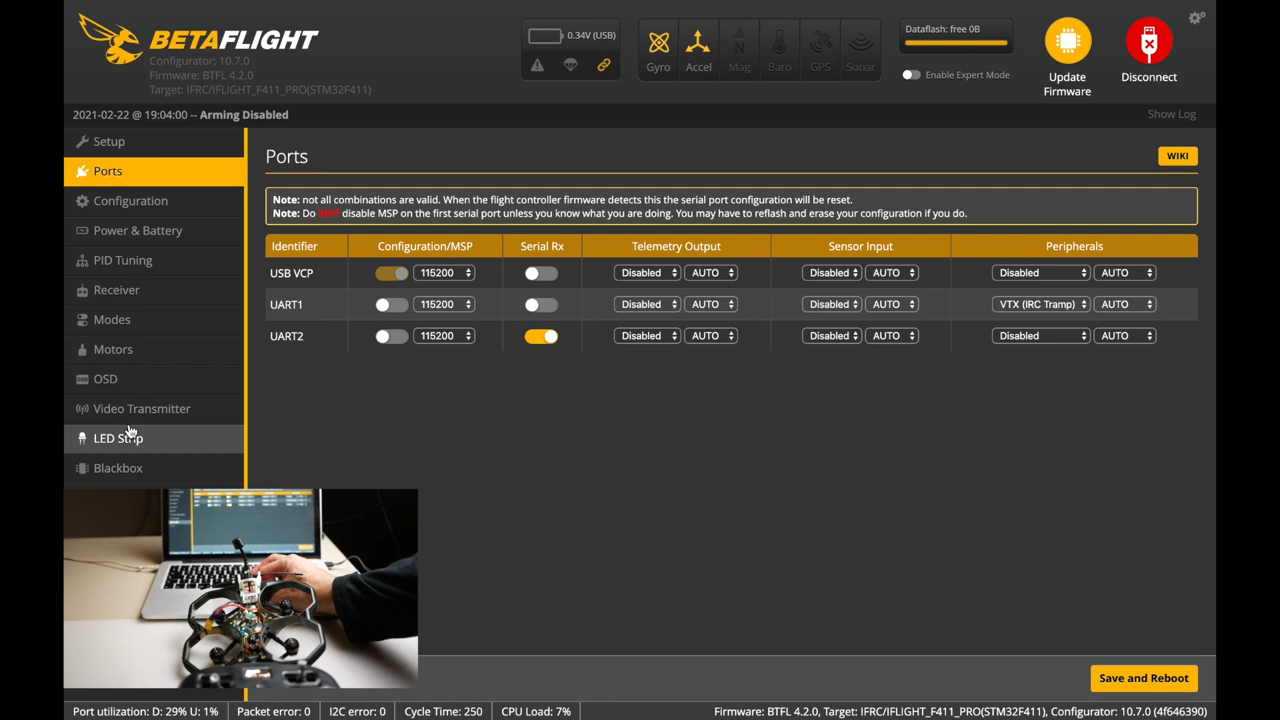 BETAFLIGHT
Configurator: 10.7.0
Firmware: BTFL 4.2.0
Target: IFRC/IFLIGHT_F411_PRO(STM32F411)
0.34V (USB)
Gyro Accel Mag Baro GPS Sonar
Dataflash: free 0B
Enable Expert Mode
Update
Firmware
Disconnect
2021-02-22 @ 19:04:00 -- Arming Disabled
Show Log
Setup
Ports
Configuration
Power & Battery
PID Tuning
Receiver
Modes
Motors
OSD
Video Transmitter
LED Strip
Blackbox
Ports
WIKI
Note: not all combinations are valid. When the flight controller firmware detects this the serial port configuration will be reset.
Note: Do NOT disable MSP on the first serial port unless you know what you are doing. You may have to reflash and erase your configuration if you do.
Identifier Configuration/MSP Serial Rx Telemetry Output Sensor Input Peripherals
USB VCP 115200 Disabled AUTO Disabled AUTO Disabled AUTO
UART1 115200 Disabled AUTO Disabled AUTO VTX (IRC Tramp) AUTO
UART2 115200 Disabled AUTO Disabled AUTO Disabled AUTO
Save and Reboot
Port utilization: D: 29% U: 1% Packet error: 0 I2C error: 0 Cycle Time: 250 CPU Load: 7% Firmware: BTFL 4.2.0, Target: IFRC/IFLIGHT_F411_PRO(STM32F411), Configurator: 10.7.0 (4f646390)